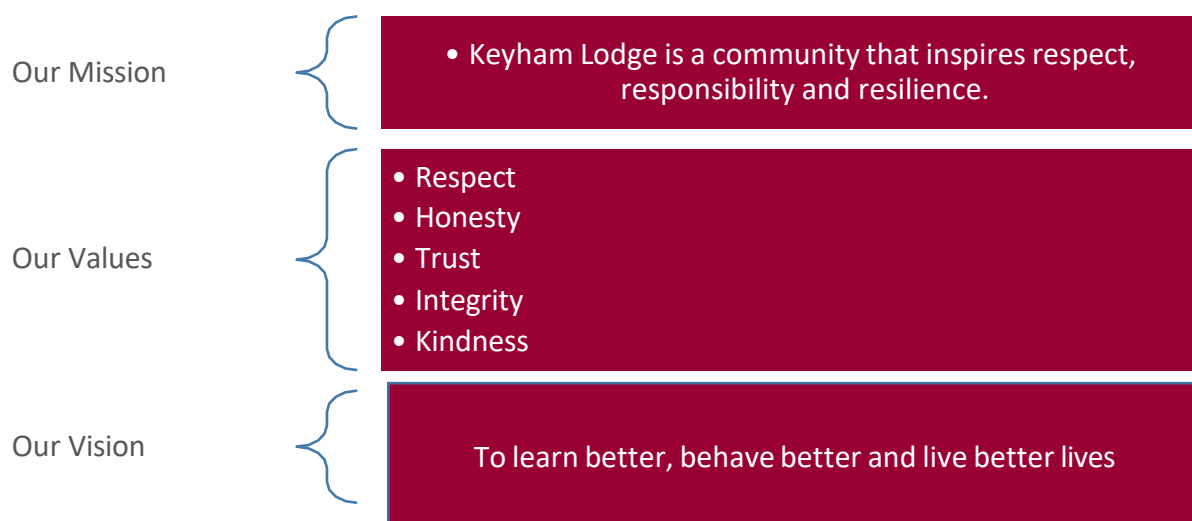 Our Mission
• Keyham Lodge is a community that inspires respect,
responsibility and resilience.
Our Values
• Respect
• Honesty
• Trust
• Integrity
• Kindness
Our Vision
To learn better, behave better and live better lives